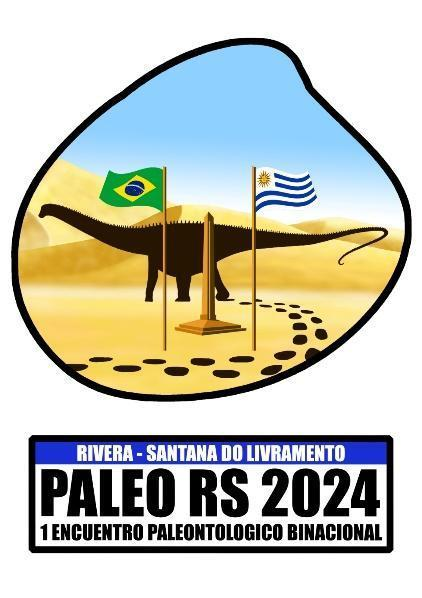 RIVERA - SANTANA DO LIVRAMENTO
PALEO RS 2024
1 ENCUENTRO PALEONTOLOGICO BINACIONAL